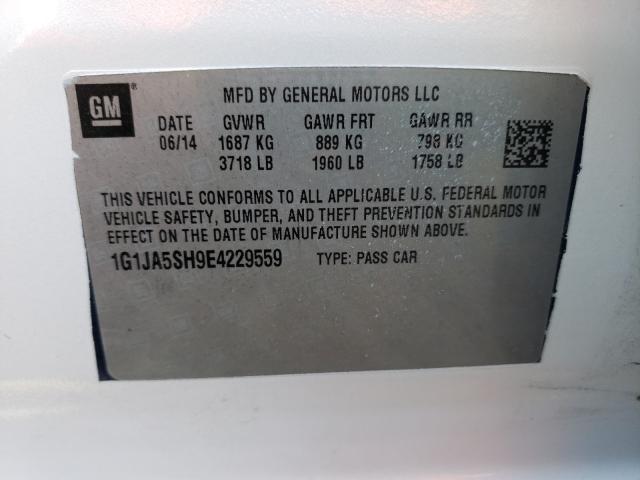 GM ® MFD BY GENERAL MOTORS LLC
DATE GVWR GAWR FRT GAWR RR
06/14 1687 KG 889 KG 798 KG
3718 LB 1960 LB 1758 LB
THIS VEHICLE CONFORMS TO ALL APPLICABLE U.S. FEDERAL MOTOR
VEHICLE SAFETY, BUMPER, AND THEFT PREVENTION STANDARDS IN
EFFECT ON THE DATE OF MANUFACTURE SHOWN ABOVE.
1G1JA5SH9E4229559 TYPE: PASS CAR